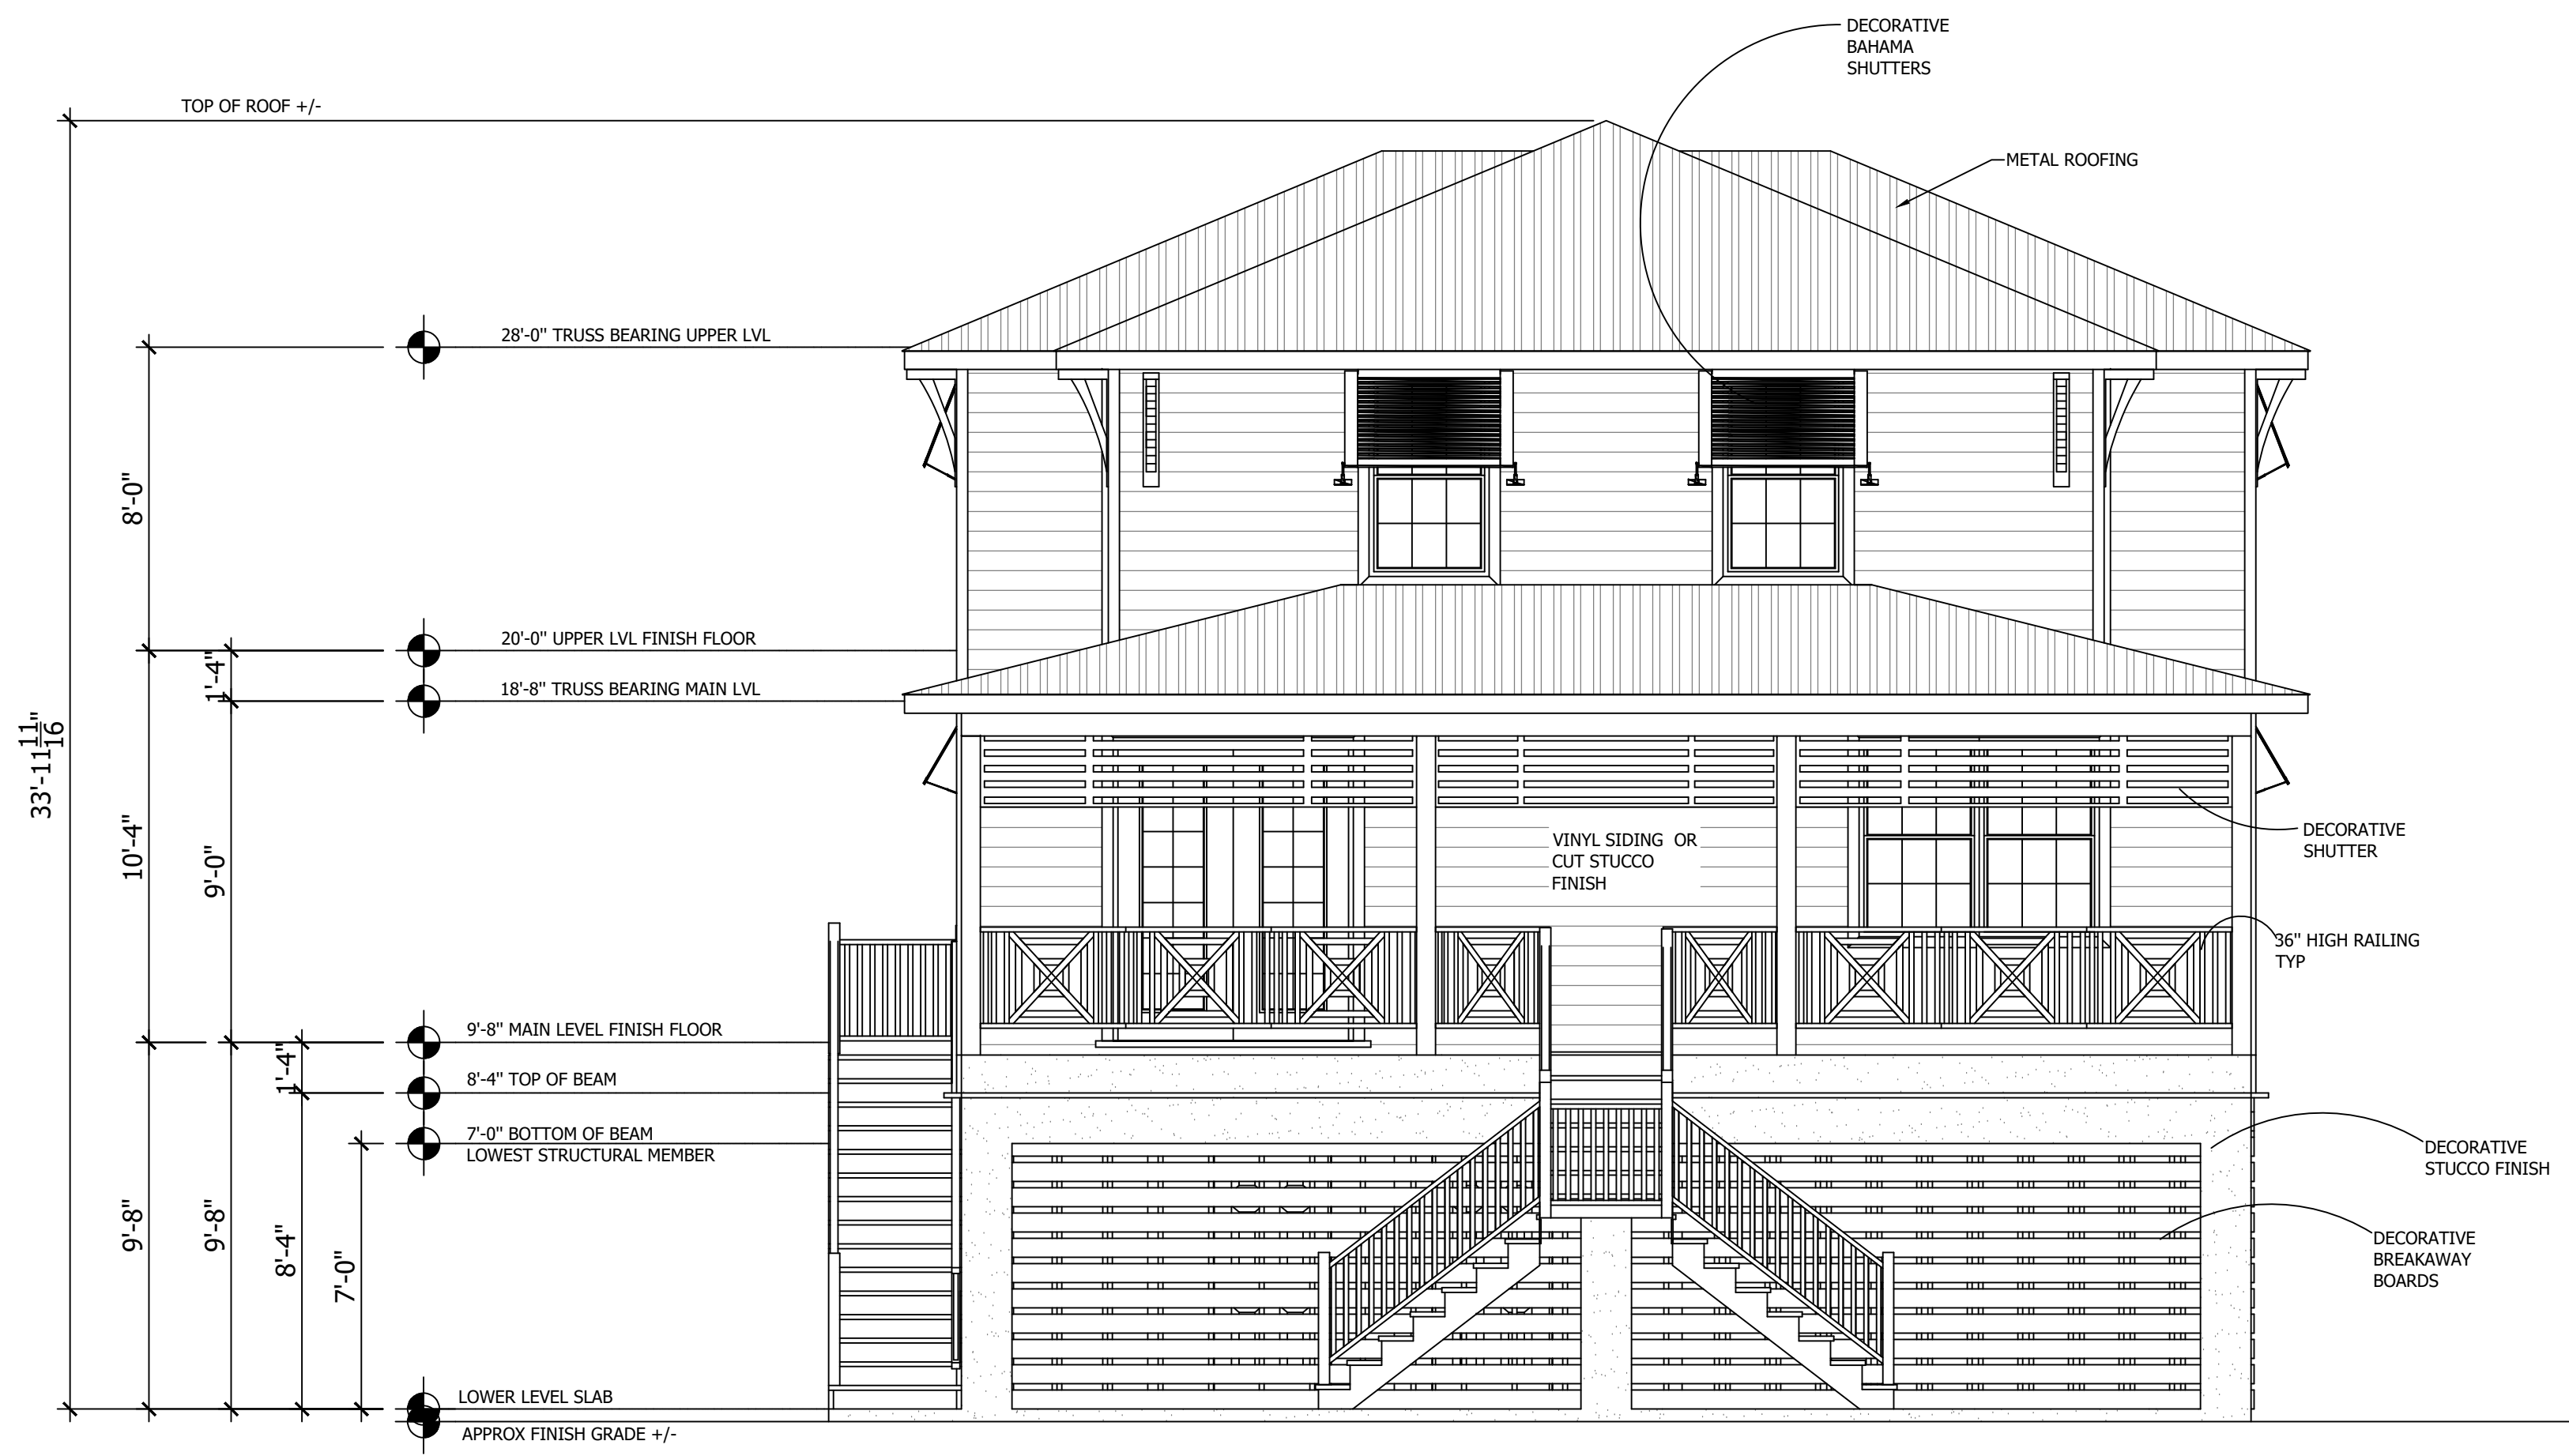 DECORATIVE
BAHAMA
SHUTTERS
TOP OF ROOF +/-
METAL ROOFING
28'-0" TRUSS BEARING UPPER LVL
8'-0"
20'-0" UPPER LVL FINISH FLOOR
1'-4"
18'-8" TRUSS BEARING MAIN LVL
33'-11 11/16"
10'-4"
9'-0"
VINYL SIDING OR
CUT STUCCO
FINISH
DECORATIVE
SHUTTER
36" HIGH RAILING
TYP
9'-8" MAIN LEVEL FINISH FLOOR
1'-4"
8'-4" TOP OF BEAM
7'-0" BOTTOM OF BEAM
LOWEST STRUCTURAL MEMBER
DECORATIVE
STUCCO FINISH
9'-8"
9'-8"
8'-4"
7'-0"
DECORATIVE
BREAKAWAY
BOARDS
LOWER LEVEL SLAB
APPROX FINISH GRADE +/-